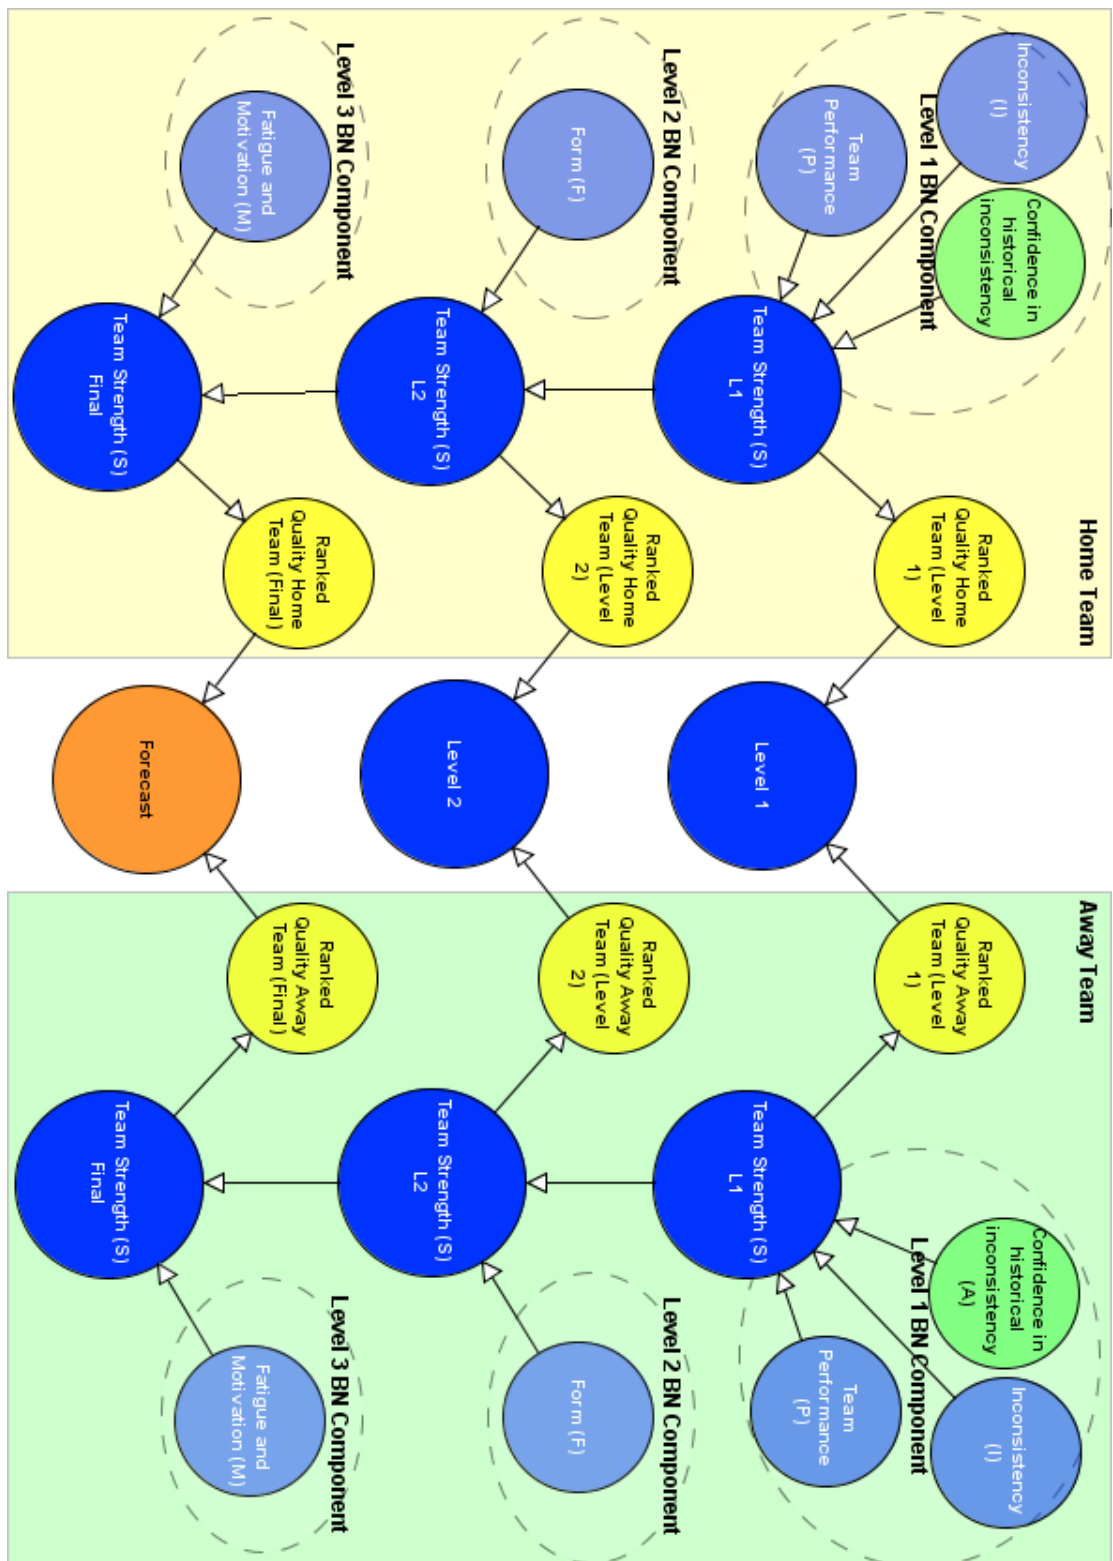 Home Team
Away Team
Inconsistency
(I)
Confidence in
historical
inconsistency
Level 1 BN Component
Team
Performance
(P)
Team Strength (S)
L1
Ranked
Quality Home
Team (Level
1)
Level 1
Ranked
Quality Away
Team (Level
1)
Team Strength (S)
L1
Confidence in
historical
inconsistency
(A)
Level 1 BN Component
Inconsistency
(I)
Team
Performance
(P)
Level 2 BN Component
Form (F)
Team Strength (S)
L2
Ranked
Quality Home
Team (Level
2)
Level 2
Ranked
Quality Away
Team (Level
2)
Team Strength (S)
L2
Level 2 BN Component
Form (F)
Level 3 BN Component
Fatigue and
Motivation (M)
Team Strength (S)
Final
Ranked
Quality Home
Team (Final)
Forecast
Ranked
Quality Away
Team (Final)
Team Strength (S)
Final
Level 3 BN Component
Fatigue and
Motivation (M)